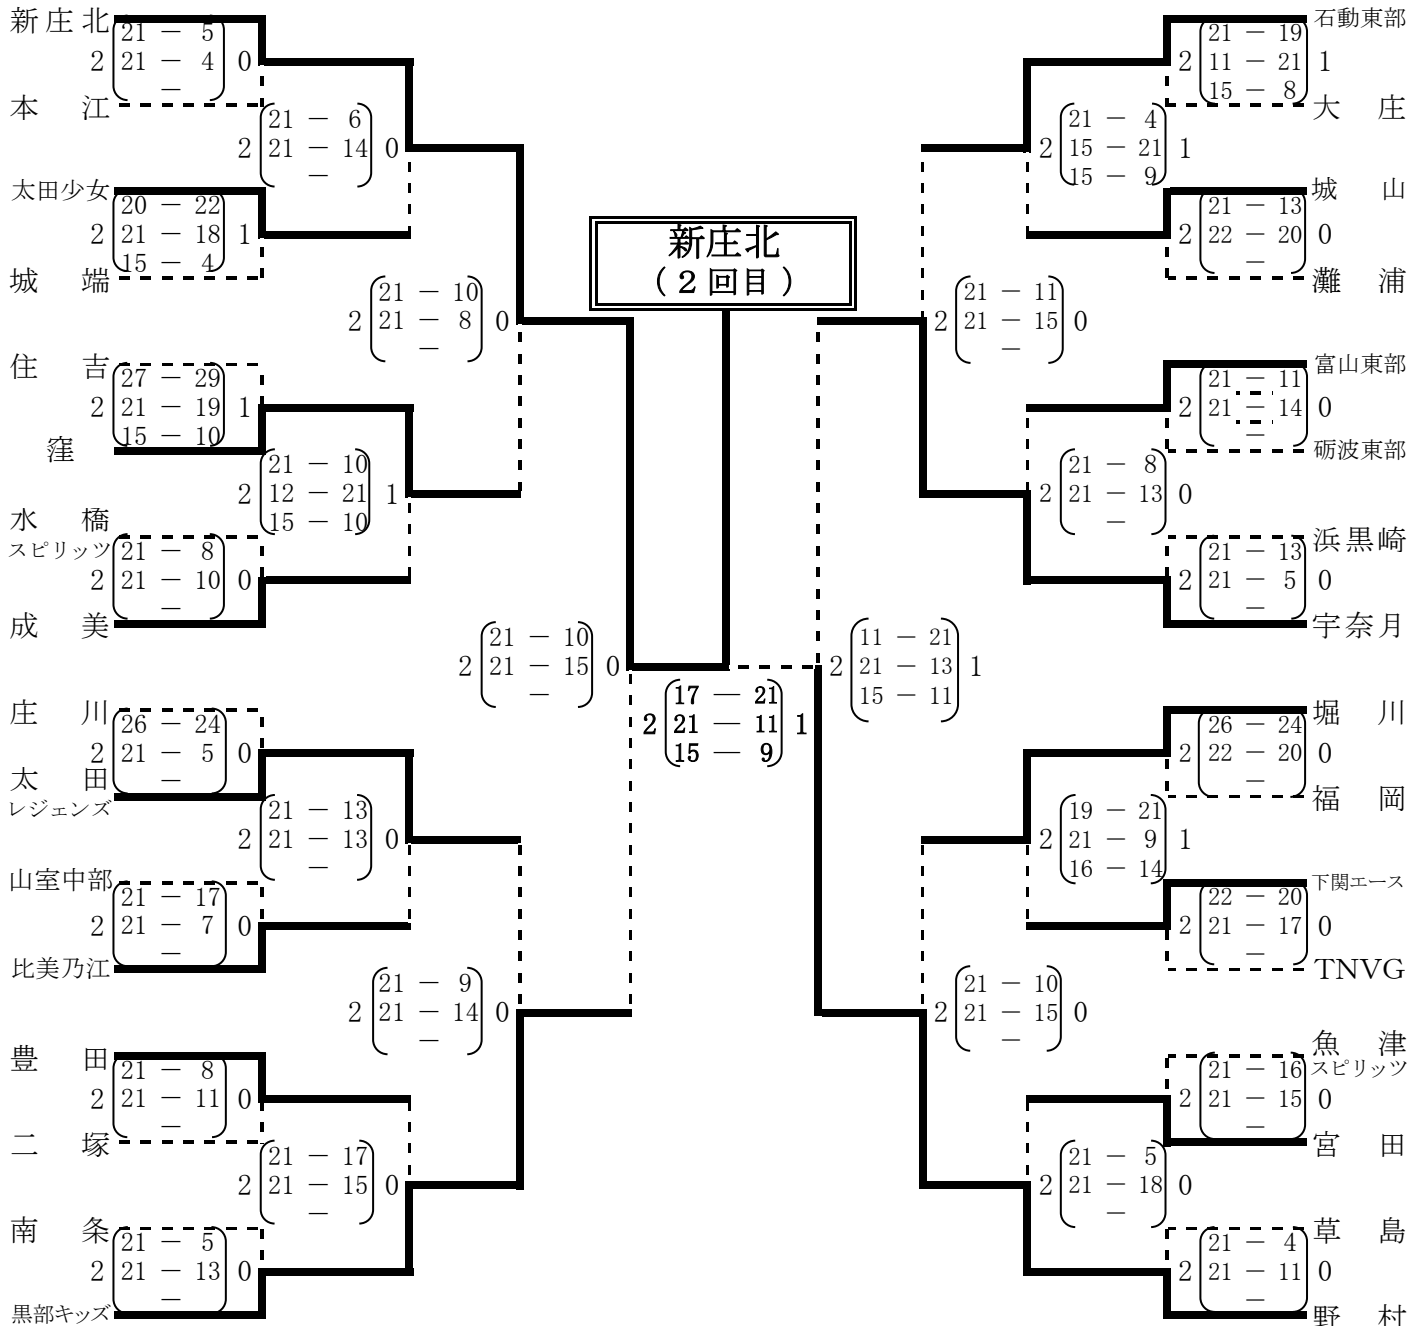 新庄北
21 － 5
2 21 － 4 0
－
本 江
21 － 6
2 21 － 14 0
－
太田少女
20 － 22
2 21 － 18 1
15 － 4
城 端
21 － 10
2 21 － 8 0
－
住 吉
27 － 29
2 21 － 19 1
15 － 10
窪
21 － 10
2 12 － 21 1
15 － 10
水 橋
スピリッツ
21 － 8
2 21 － 10 0
－
成 美
21 － 10
2 21 － 15 0
－
庄 川
26 － 24
2 21 － 5 0
－
太 田
レジェンズ
21 － 13
2 21 － 13 0
－
山室中部
21 － 17
2 21 － 7 0
－
比美乃江
21 － 9
2 21 － 14 0
－
豊 田
21 － 8
2 21 － 11 0
－
二 塚
21 － 17
2 21 － 15 0
－
南 条
21 － 5
2 21 － 13 0
－
黒部キッズ
新庄北
(２回目)
17 － 21
2 21 － 11 1
15 － 9
石動東部
21 － 19
2 11 － 21 1
15 － 8
大 庄
21 － 4
2 15 － 21 1
15 － 9
城 山
21 － 13
2 22 － 20 0
－
灘 浦
21 － 11
2 21 － 15 0
－
富山東部
21 － 11
2 21 － 14 0
－
砺波東部
21 － 8
2 21 － 13 0
－
浜黒崎
21 － 13
2 21 － 5 0
－
宇奈月
11 － 21
2 21 － 13 1
15 － 11
堀 川
26 － 24
2 22 － 20 0
－
福 岡
19 － 21
2 21 － 9 1
16 － 14
下関エース
22 － 20
2 21 － 17 0
－
TNVG
21 － 10
2 21 － 15 0
－
魚 津
スピリッツ
21 － 16
2 21 － 15 0
－
宮 田
21 － 5
2 21 － 18 0
－
草 島
21 － 4
2 21 － 11 0
－
野 村